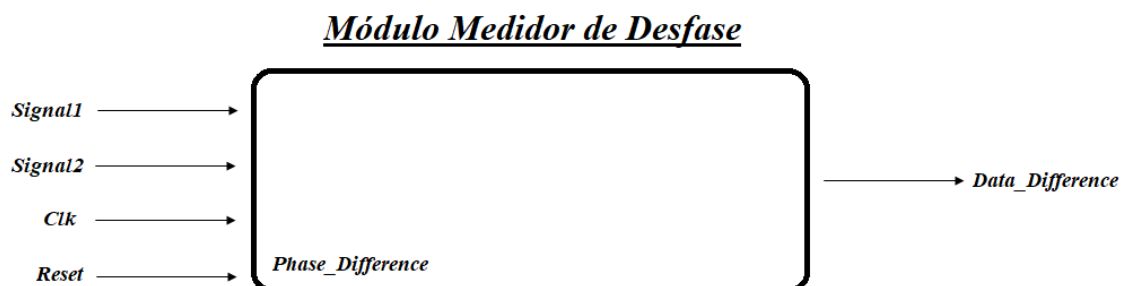 Módulo Medidor de Desfase
Signal1
Signal2
Clk
Reset
Phase_Difference
Data_Difference